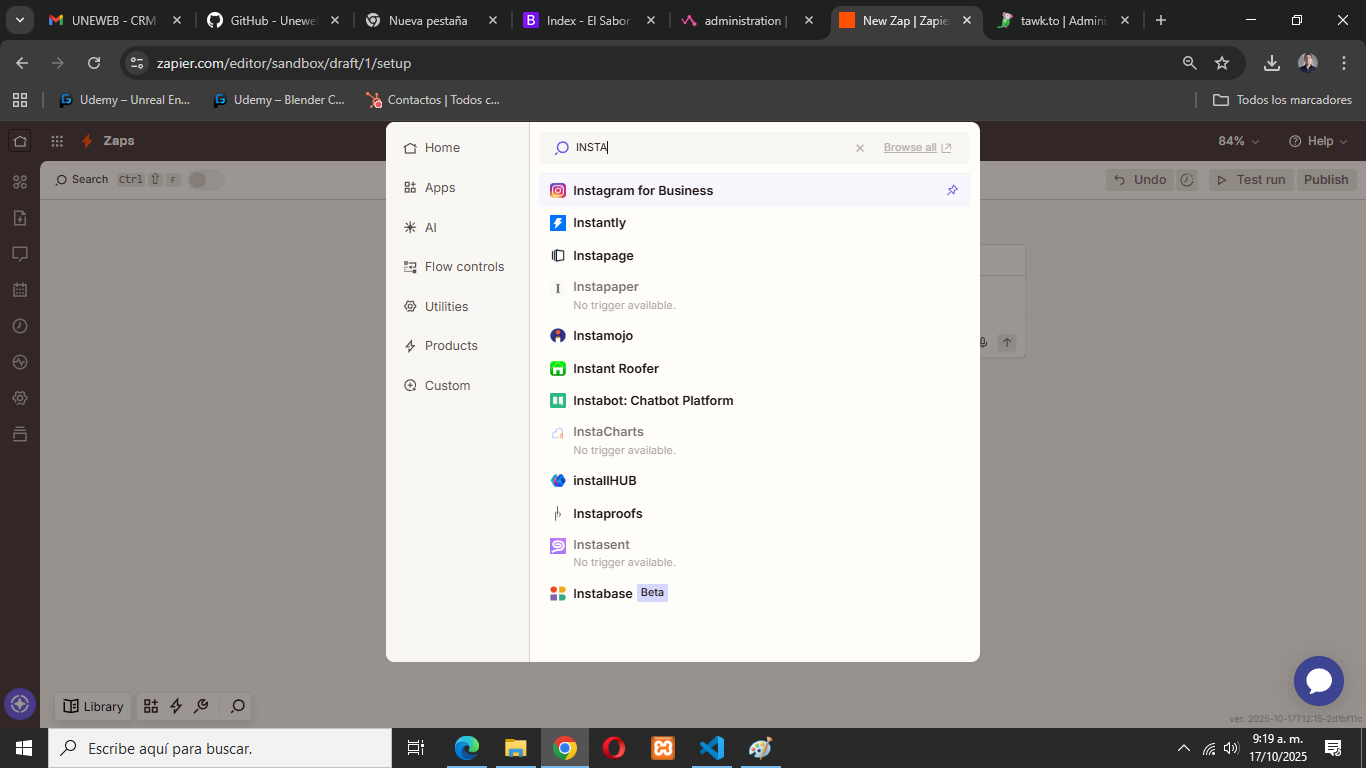 UNEWEB - CRM
GitHub - Unewe
Nueva pestaña
Index - El Sabor
administration |
New Zap | Zapie
tawk.to | Admin
zapier.com/editor/sandbox/draft/1/setup
Udemy – Unreal En...
Udemy – Blender C...
Contactos | Todos c...
Todos los marcadores
Zaps
84%
Help
Search Ctrl ⇧ F
Undo
Test run
Publish
Home
Apps
AI
Flow controls
Utilities
Products
Custom
INSTA
Browse all
Instagram for Business
Instantly
Instapage
Instapaper
No trigger available.
Instamojo
Instant Roofer
Instabot: Chatbot Platform
InstaCharts
No trigger available.
installHUB
Instaproofs
Instasent
No trigger available.
Instabase Beta
Library
ver. 2025-10-17T12:15-2d1bf11c
Escribe aquí para buscar.
9:19 a. m.
17/10/2025